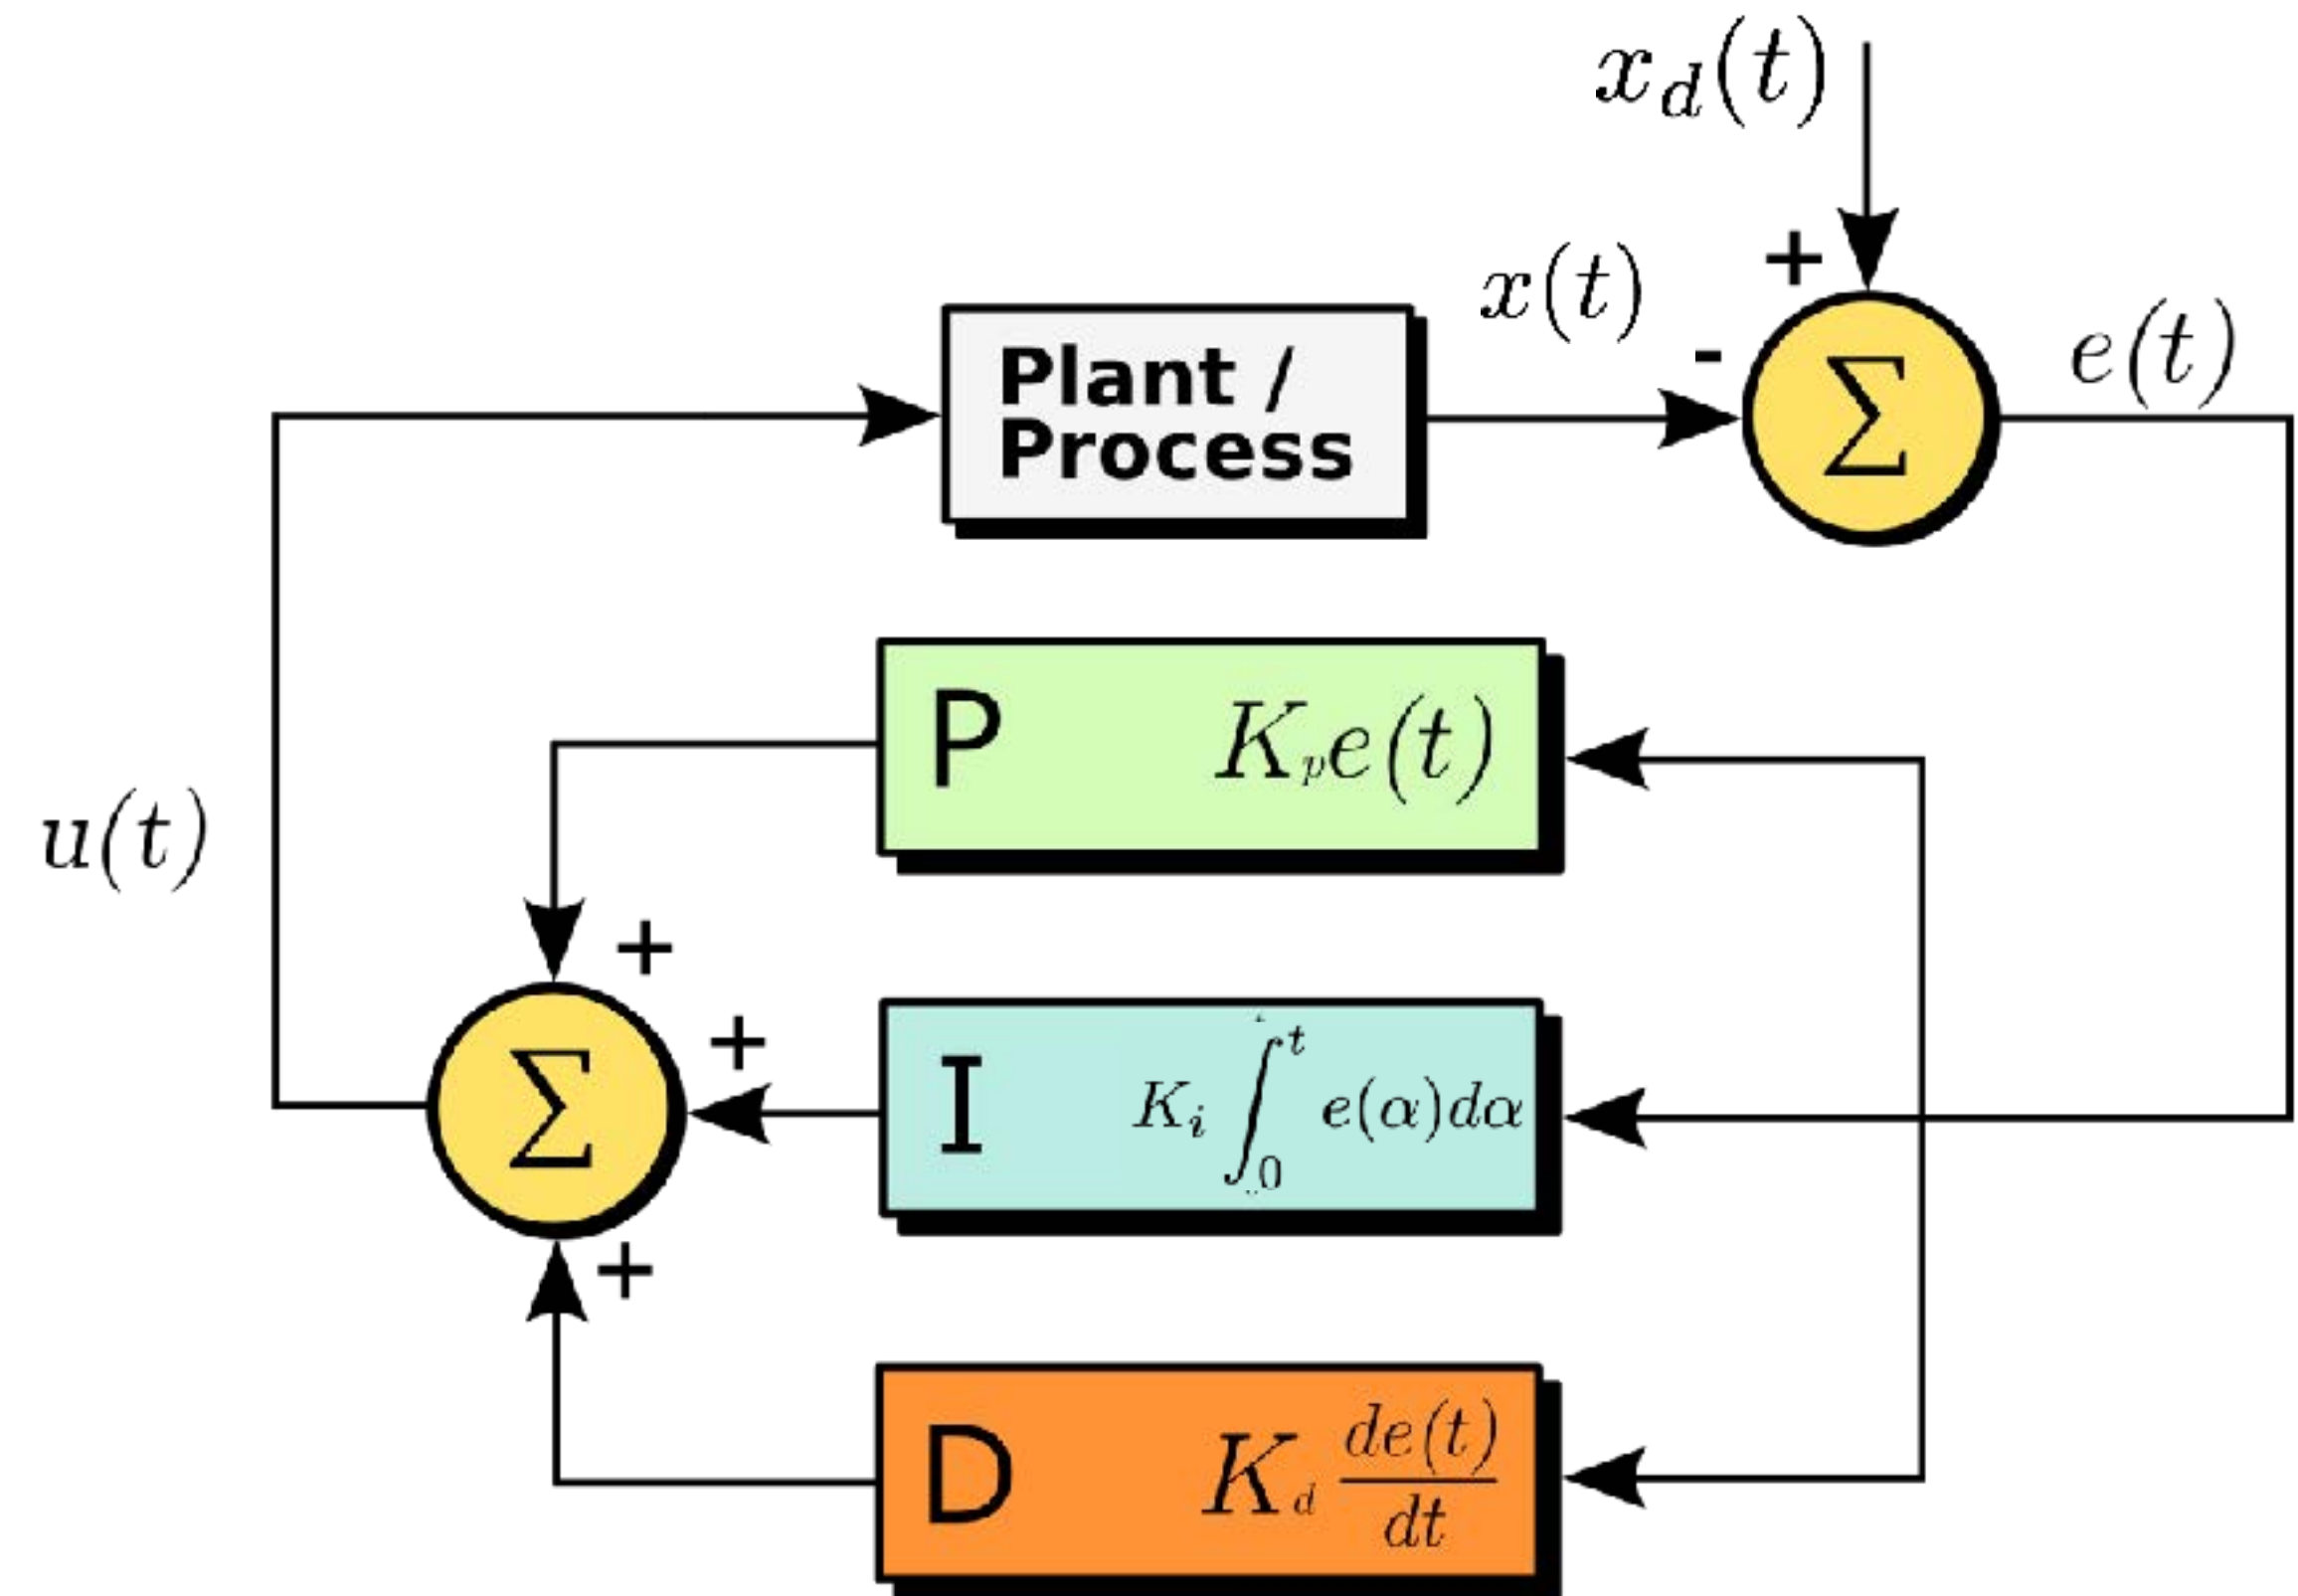 x_d(t)
+
x(t)
-
Σ
e(t)
Plant /
Process
P K_p e(t)
u(t)
+
+
Σ
I K_i ∫_0^t e(α)dα
+
D K_d de(t)/dt